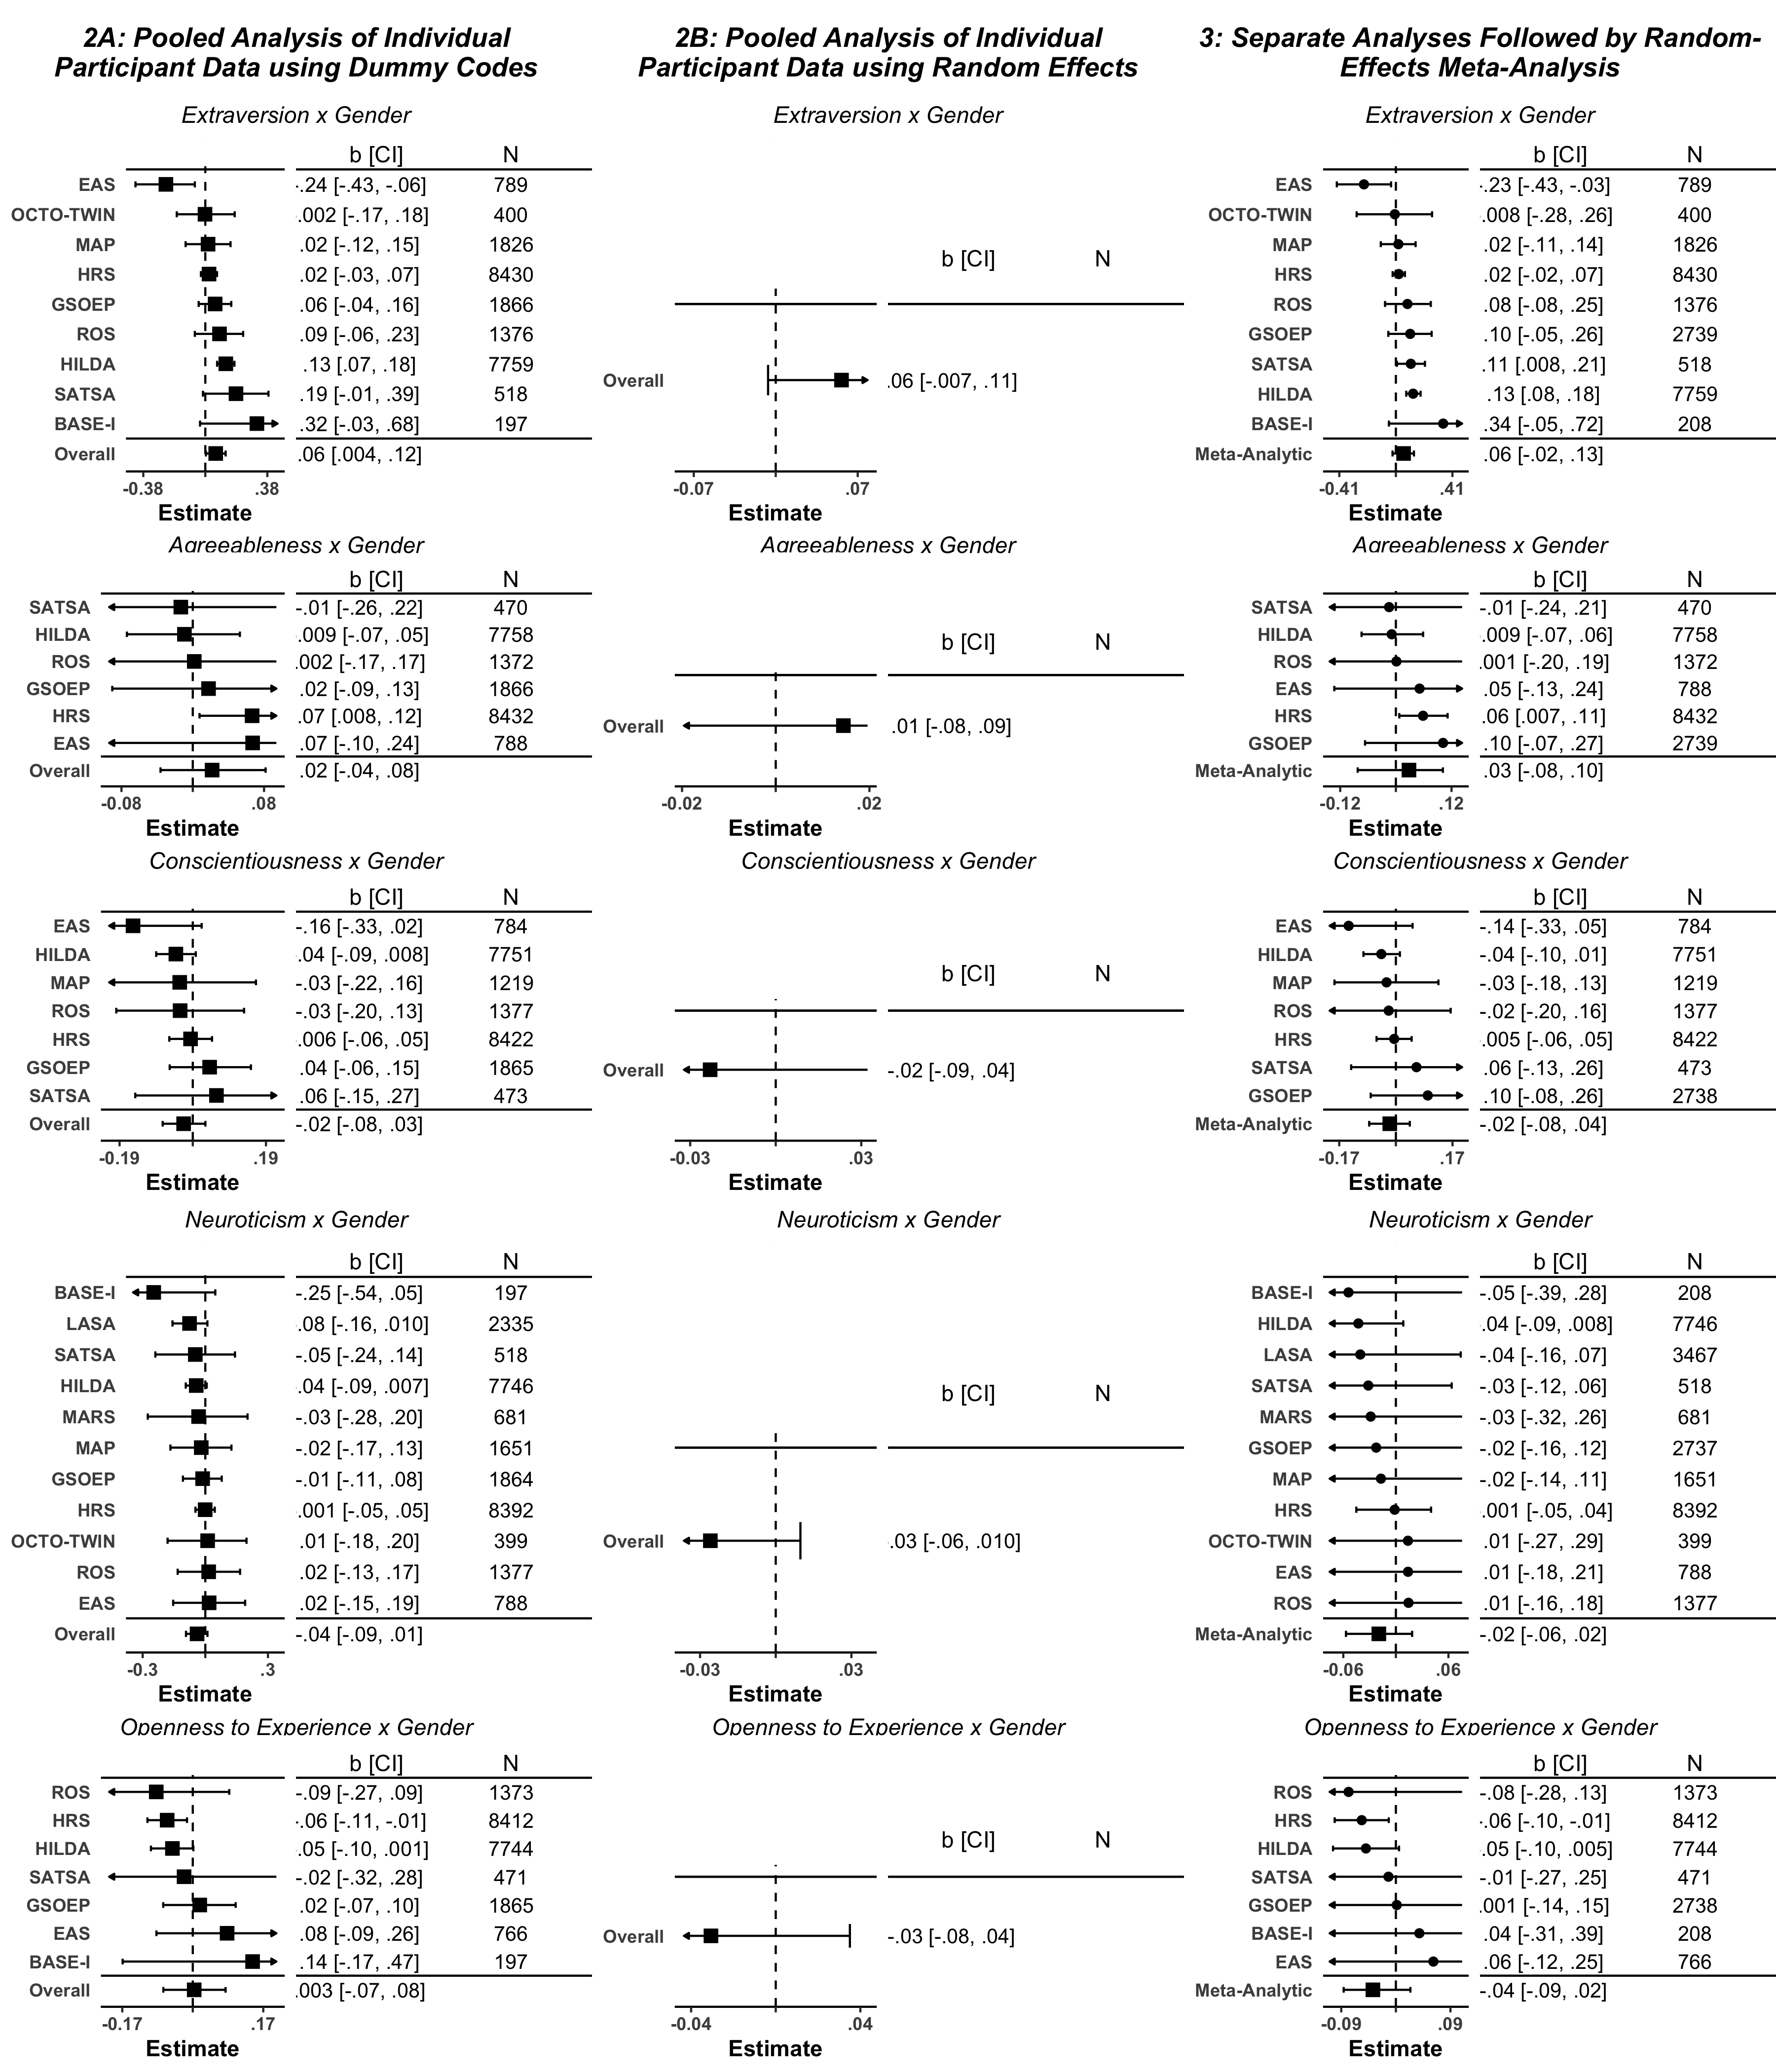 2A: Pooled Analysis of Individual
Participant Data using Dummy Codes
Extraversion x Gender
b [CI] N
EAS -.24 [-.43, -.06] 789
OCTO-TWIN .002 [-.17, .18] 400
MAP .02 [-.12, .15] 1826
HRS .02 [-.03, .07] 8430
GSOEP .06 [-.04, .16] 1866
ROS .09 [-.06, .23] 1376
HILDA .13 [.07, .18] 7759
SATSA .19 [-.01, .39] 518
BASE-I .32 [-.03, .68] 197
Overall .06 [.004, .12]
-0.38 .38
Estimate
Agreeableness x Gender
b [CI] N
SATSA -.01 [-.26, .22] 470
HILDA .009 [-.07, .05] 7758
ROS .002 [-.17, .17] 1372
GSOEP .02 [-.09, .13] 1866
HRS .07 [.008, .12] 8432
EAS .07 [-.10, .24] 788
Overall .02 [-.04, .08]
-0.08 .08
Estimate
Conscientiousness x Gender
b [CI] N
EAS -.16 [-.33, .02] 784
HILDA .04 [-.09, .008] 7751
MAP -.03 [-.22, .16] 1219
ROS -.03 [-.20, .13] 1377
HRS .006 [-.06, .05] 8422
GSOEP .04 [-.06, .15] 1865
SATSA .06 [-.15, .27] 473
Overall -.02 [-.08, .03]
-0.19 .19
Estimate
Neuroticism x Gender
b [CI] N
BASE-I -.25 [-.54, .05] 197
LASA .08 [-.16, .010] 2335
SATSA -.05 [-.24, .14] 518
HILDA .04 [-.09, .007] 7746
MARS -.03 [-.28, .20] 681
MAP -.02 [-.17, .13] 1651
GSOEP -.01 [-.11, .08] 1864
HRS .001 [-.05, .05] 8392
OCTO-TWIN .01 [-.18, .20] 399
ROS .02 [-.13, .17] 1377
EAS .02 [-.15, .19] 788
Overall -.04 [-.09, .01]
-0.3 .3
Estimate
Openness to Experience x Gender
b [CI] N
ROS -.09 [-.27, .09] 1373
HRS -.06 [-.11, -.01] 8412
HILDA .05 [-.10, .001] 7744
SATSA -.02 [-.32, .28] 471
GSOEP .02 [-.07, .10] 1865
EAS .08 [-.09, .26] 766
BASE-I .14 [-.17, .47] 197
Overall .003 [-.07, .08]
-0.17 .17
Estimate
2B: Pooled Analysis of Individual
Participant Data using Random Effects
Extraversion x Gender
b [CI] N
Overall .06 [-.007, .11]
-0.07 .07
Estimate
Agreeableness x Gender
b [CI] N
Overall .01 [-.08, .09]
-0.02 .02
Estimate
Conscientiousness x Gender
b [CI] N
Overall -.02 [-.09, .04]
-0.03 .03
Estimate
Neuroticism x Gender
b [CI] N
Overall .03 [-.06, .010]
-0.03 .03
Estimate
Openness to Experience x Gender
b [CI] N
Overall -.03 [-.08, .04]
-0.04 .04
Estimate
3: Separate Analyses Followed by Random-
Effects Meta-Analysis
Extraversion x Gender
b [CI] N
EAS -.23 [-.43, -.03] 789
OCTO-TWIN .008 [-.28, .26] 400
MAP .02 [-.11, .14] 1826
HRS .02 [-.02, .07] 8430
ROS .08 [-.08, .25] 1376
GSOEP .10 [-.05, .26] 2739
SATSA .11 [.008, .21] 518
HILDA .13 [.08, .18] 7759
BASE-I .34 [-.05, .72] 208
Meta-Analytic .06 [-.02, .13]
-0.41 .41
Estimate
Agreeableness x Gender
b [CI] N
SATSA -.01 [-.24, .21] 470
HILDA .009 [-.07, .06] 7758
ROS .001 [-.20, .19] 1372
EAS .05 [-.13, .24] 788
HRS .06 [.007, .11] 8432
GSOEP .10 [-.07, .27] 2739
Meta-Analytic .03 [-.08, .10]
-0.12 .12
Estimate
Conscientiousness x Gender
b [CI] N
EAS -.14 [-.33, .05] 784
HILDA -.04 [-.10, .01] 7751
MAP -.03 [-.18, .13] 1219
ROS -.02 [-.20, .16] 1377
HRS .005 [-.06, .05] 8422
SATSA .06 [-.13, .26] 473
GSOEP .10 [-.08, .26] 2738
Meta-Analytic -.02 [-.08, .04]
-0.17 .17
Estimate
Neuroticism x Gender
b [CI] N
BASE-I -.05 [-.39, .28] 208
HILDA .04 [-.09, .008] 7746
LASA -.04 [-.16, .07] 3467
SATSA -.03 [-.12, .06] 518
MARS -.03 [-.32, .26] 681
GSOEP -.02 [-.16, .12] 2737
MAP -.02 [-.14, .11] 1651
HRS .001 [-.05, .04] 8392
OCTO-TWIN .01 [-.27, .29] 399
EAS .01 [-.18, .21] 788
ROS .01 [-.16, .18] 1377
Meta-Analytic -.02 [-.06, .02]
-0.06 .06
Estimate
Openness to Experience x Gender
b [CI] N
ROS -.08 [-.28, .13] 1373
HRS -.06 [-.10, -.01] 8412
HILDA .05 [-.10, .005] 7744
SATSA -.01 [-.27, .25] 471
GSOEP .001 [-.14, .15] 2738
BASE-I .04 [-.31, .39] 208
EAS .06 [-.12, .25] 766
Meta-Analytic -.04 [-.09, .02]
-0.09 .09
Estimate